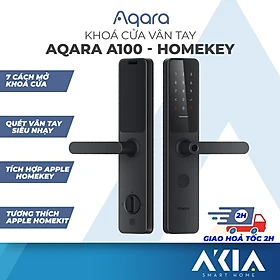 Aqara
KHOÁ CỬA VÂN TAY
AQARA A100 - HOMEKEY
7 CÁCH MỞ
KHOÁ CỬA
QUÉT VÂN TAY
SIÊU NHẠY
TÍCH HỢP APPLE
HOMEKEY
TƯƠNG THÍCH
APPLE HOMEKIT
2H
GIAO HOẢ TỐC 2H
AKIA
SMART HOME